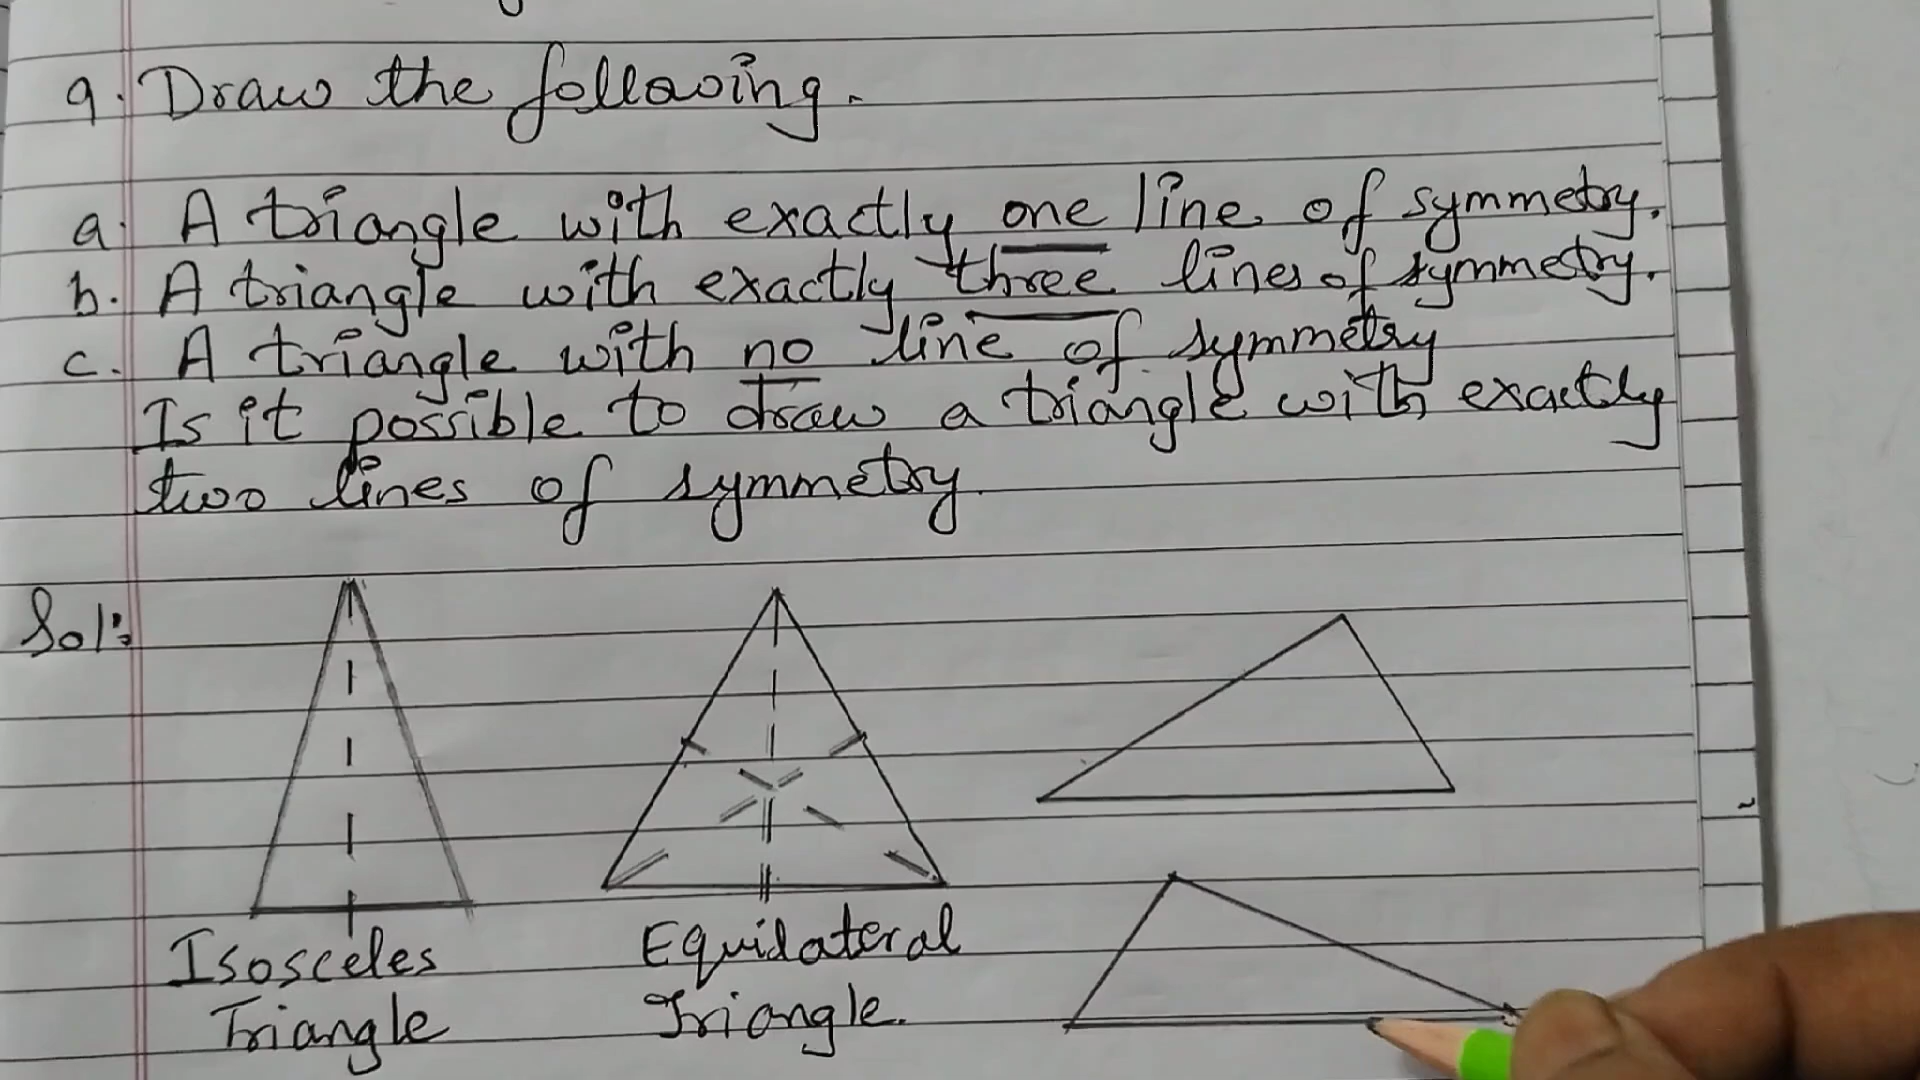 9. Draw the following.
a. A triangle with exactly one line of symmetry.
b. A triangle with exactly three lines of symmetry.
c. A triangle with no line of symmetry
Is it possible to draw a triangle with exactly
two lines of symmetry.
Sol:
Isosceles
Triangle
Equilateral
Triangle.